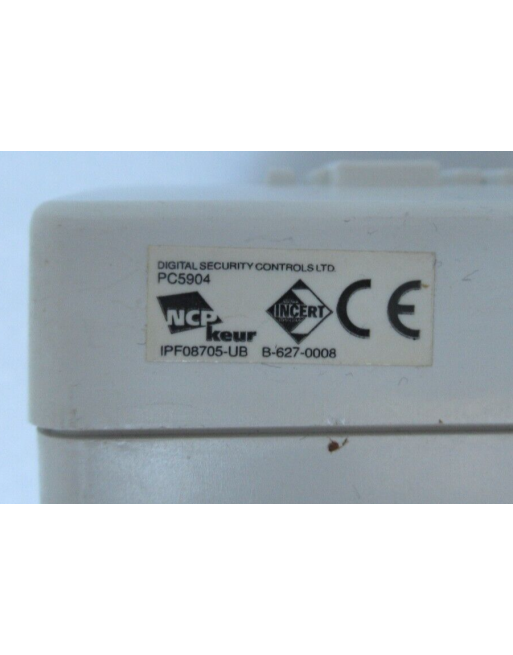 DIGITAL SECURITY CONTROLS LTD.
PC5904
NCP
keur
INCERT
CE
IPF08705-UB B-627-0008